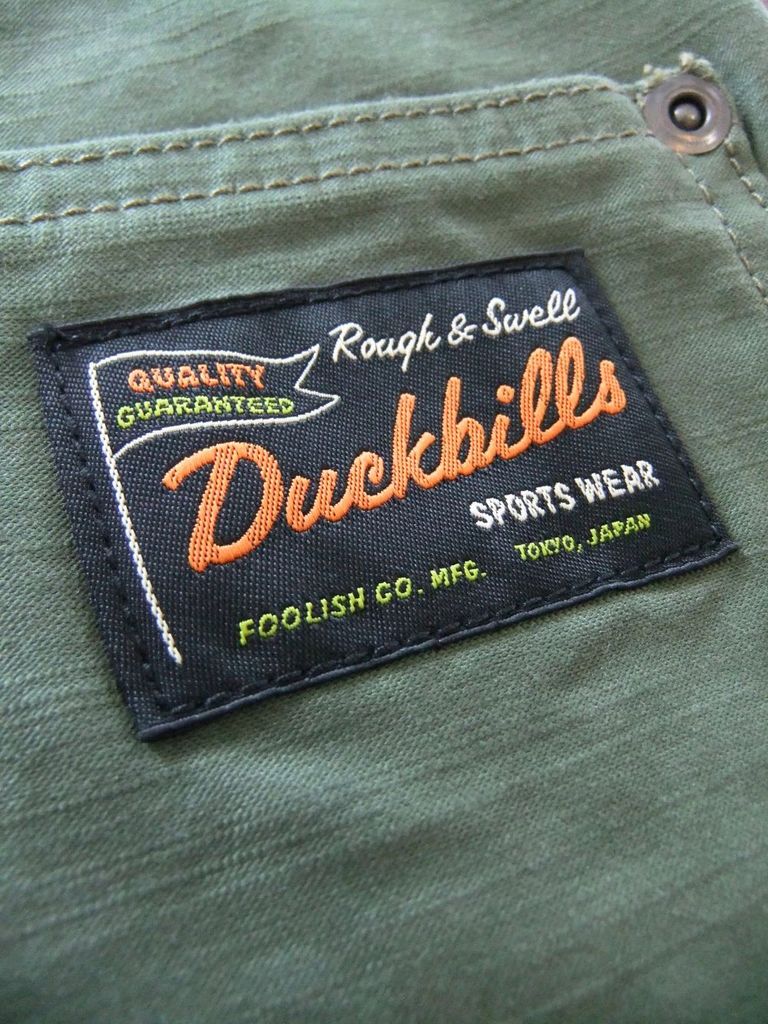 Rough & Swell
QUALITY
GUARANTEED
Duckbills
SPORTS WEAR
FOOLISH CO. MFG. TOKYO, JAPAN